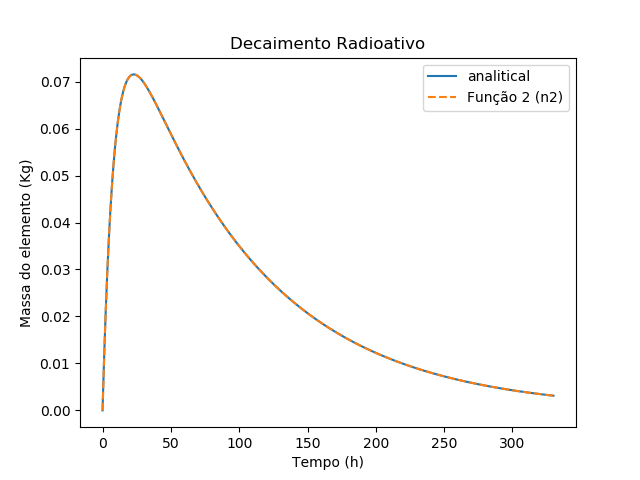 Decaimento Radioativo
analitical
Função 2 (n2)
0.07
0.06
0.05
0.04
0.03
0.02
0.01
0.00
Massa do elemento (Kg)
0 50 100 150 200 250 300
Tempo (h)